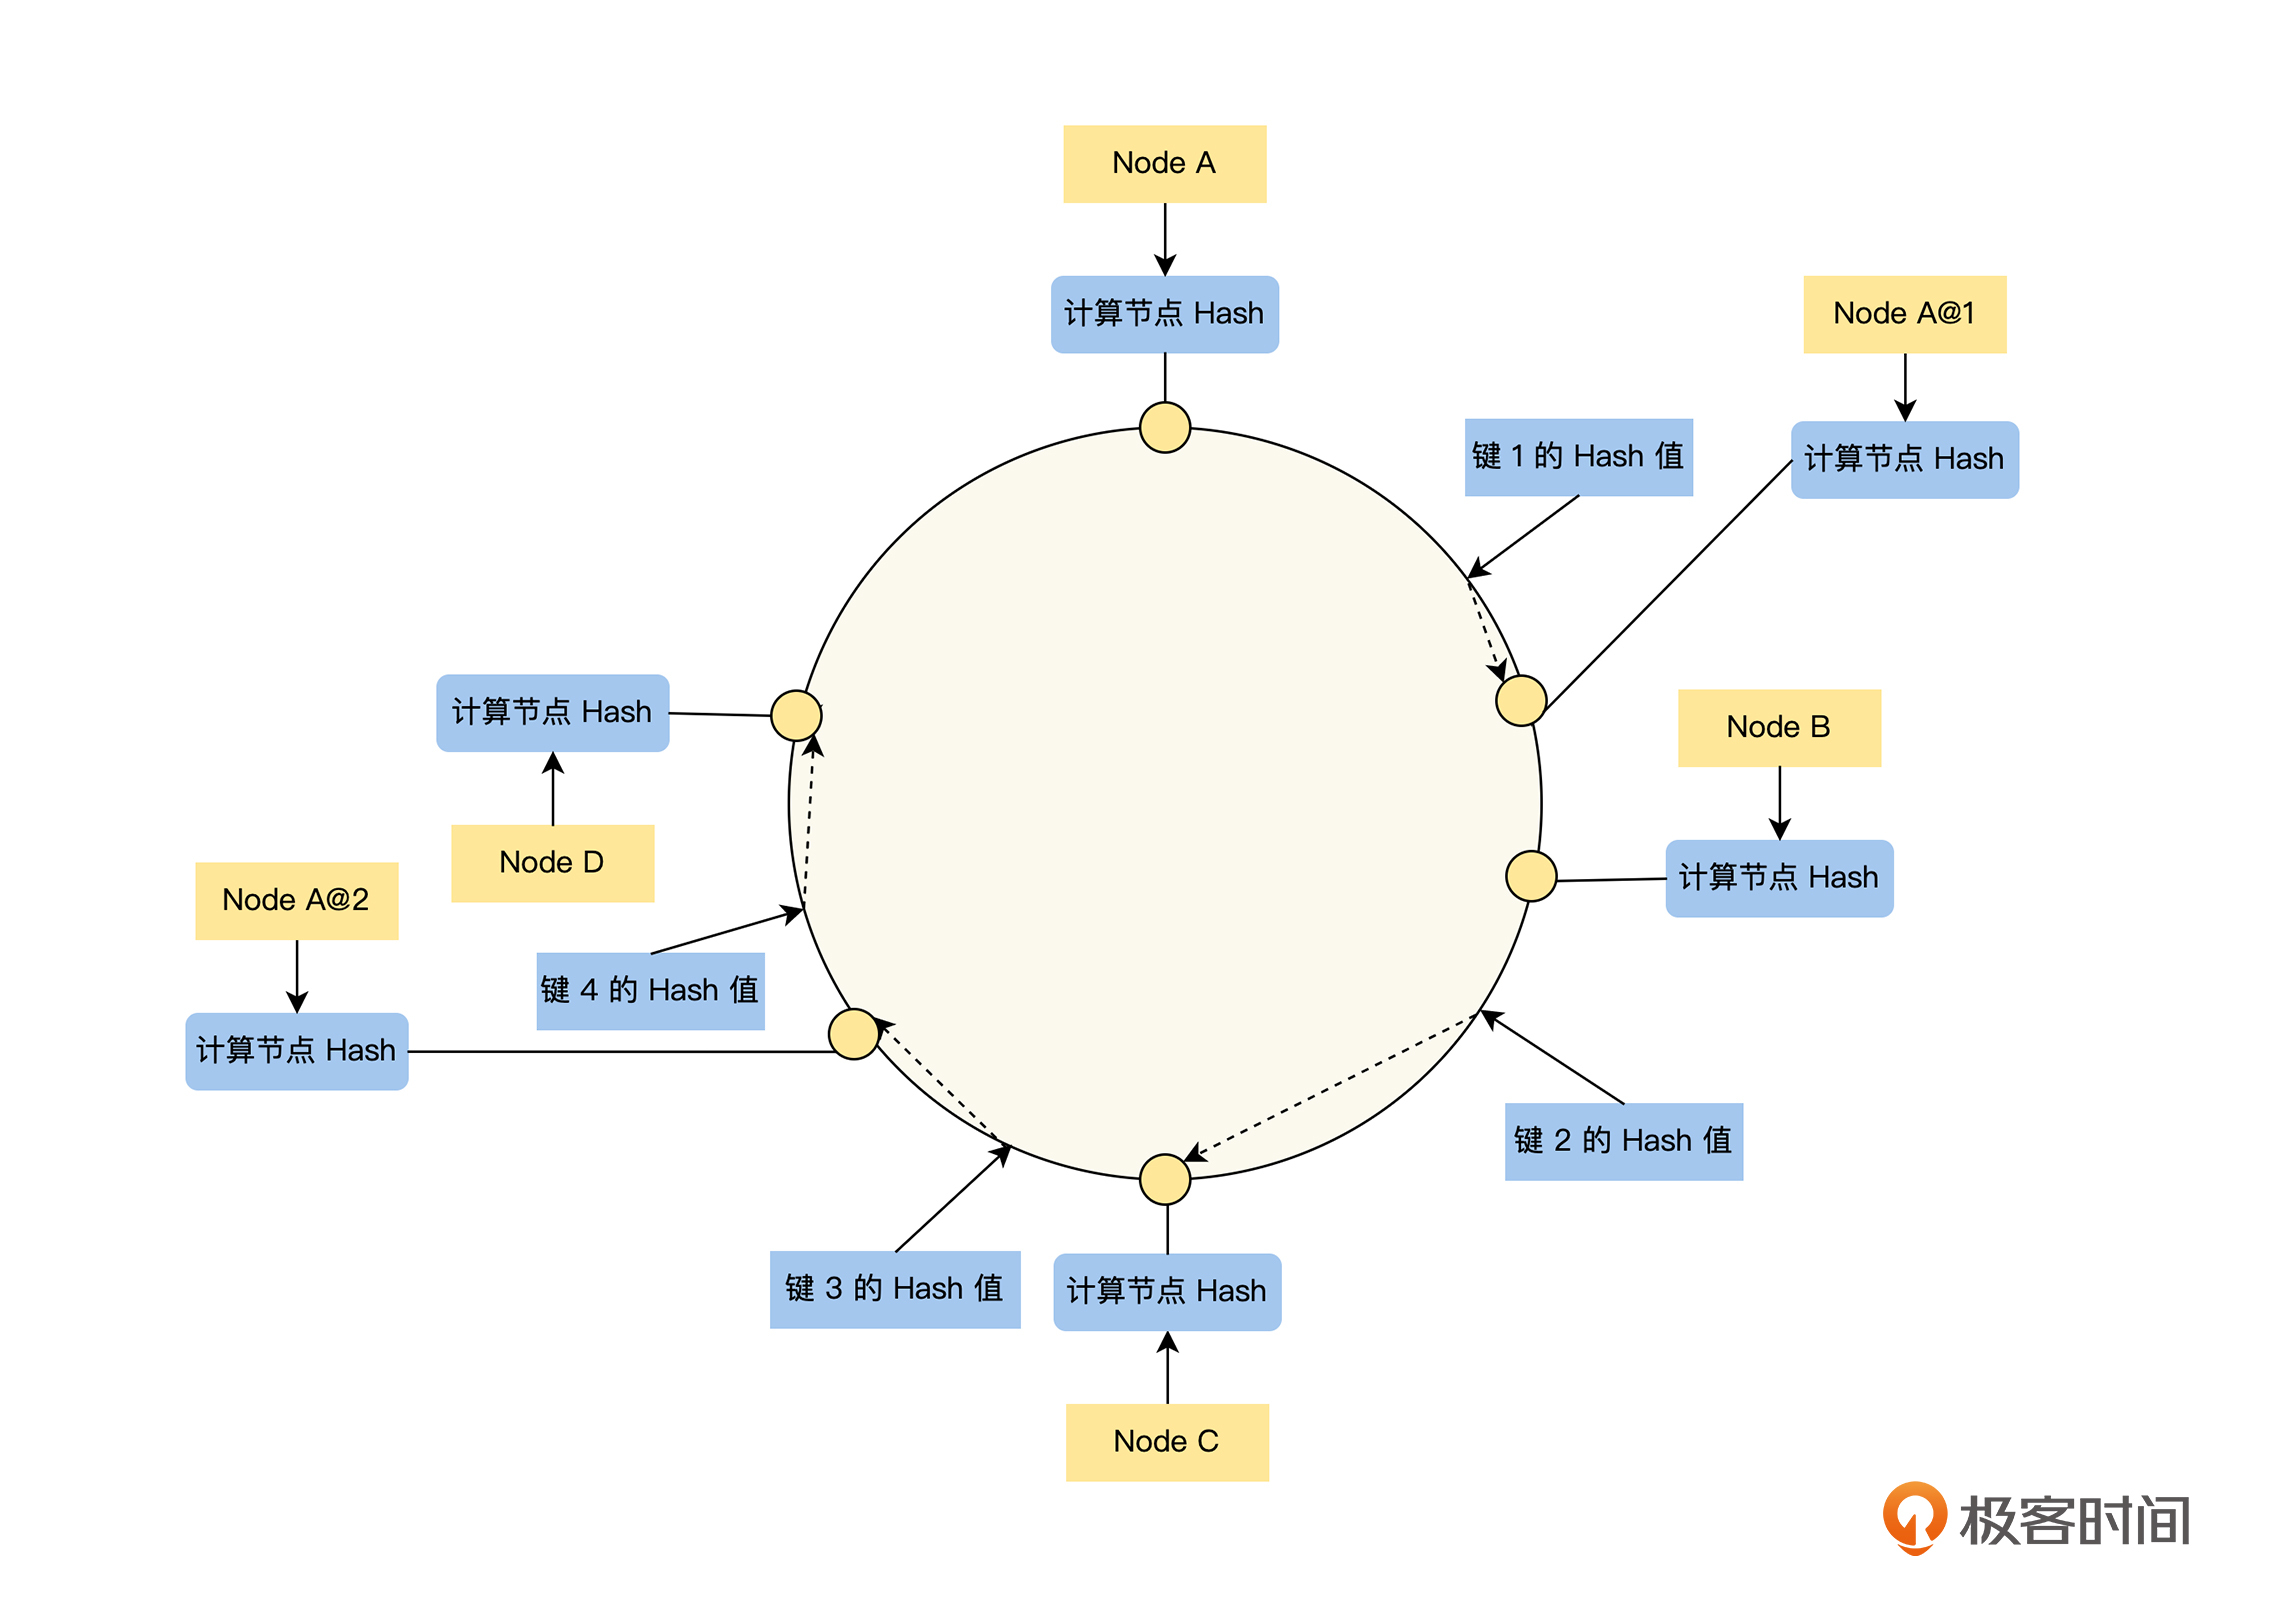 Node A
计算节点 Hash
Node A@1
计算节点 Hash
键 1 的 Hash 值
Node B
计算节点 Hash
计算节点 Hash
Node D
Node A@2
计算节点 Hash
键 4 的 Hash 值
键 2 的 Hash 值
键 3 的 Hash 值
计算节点 Hash
Node C
极客时间